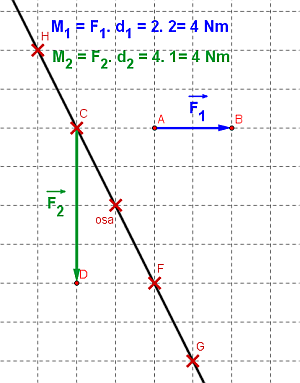 M₁ = F₁. d₁ = 2. 2= 4 Nm
H
M₂ = F₂. d₂ = 4. 1= 4 Nm
F₁
C
A
B
F₂
osa
D
F
G